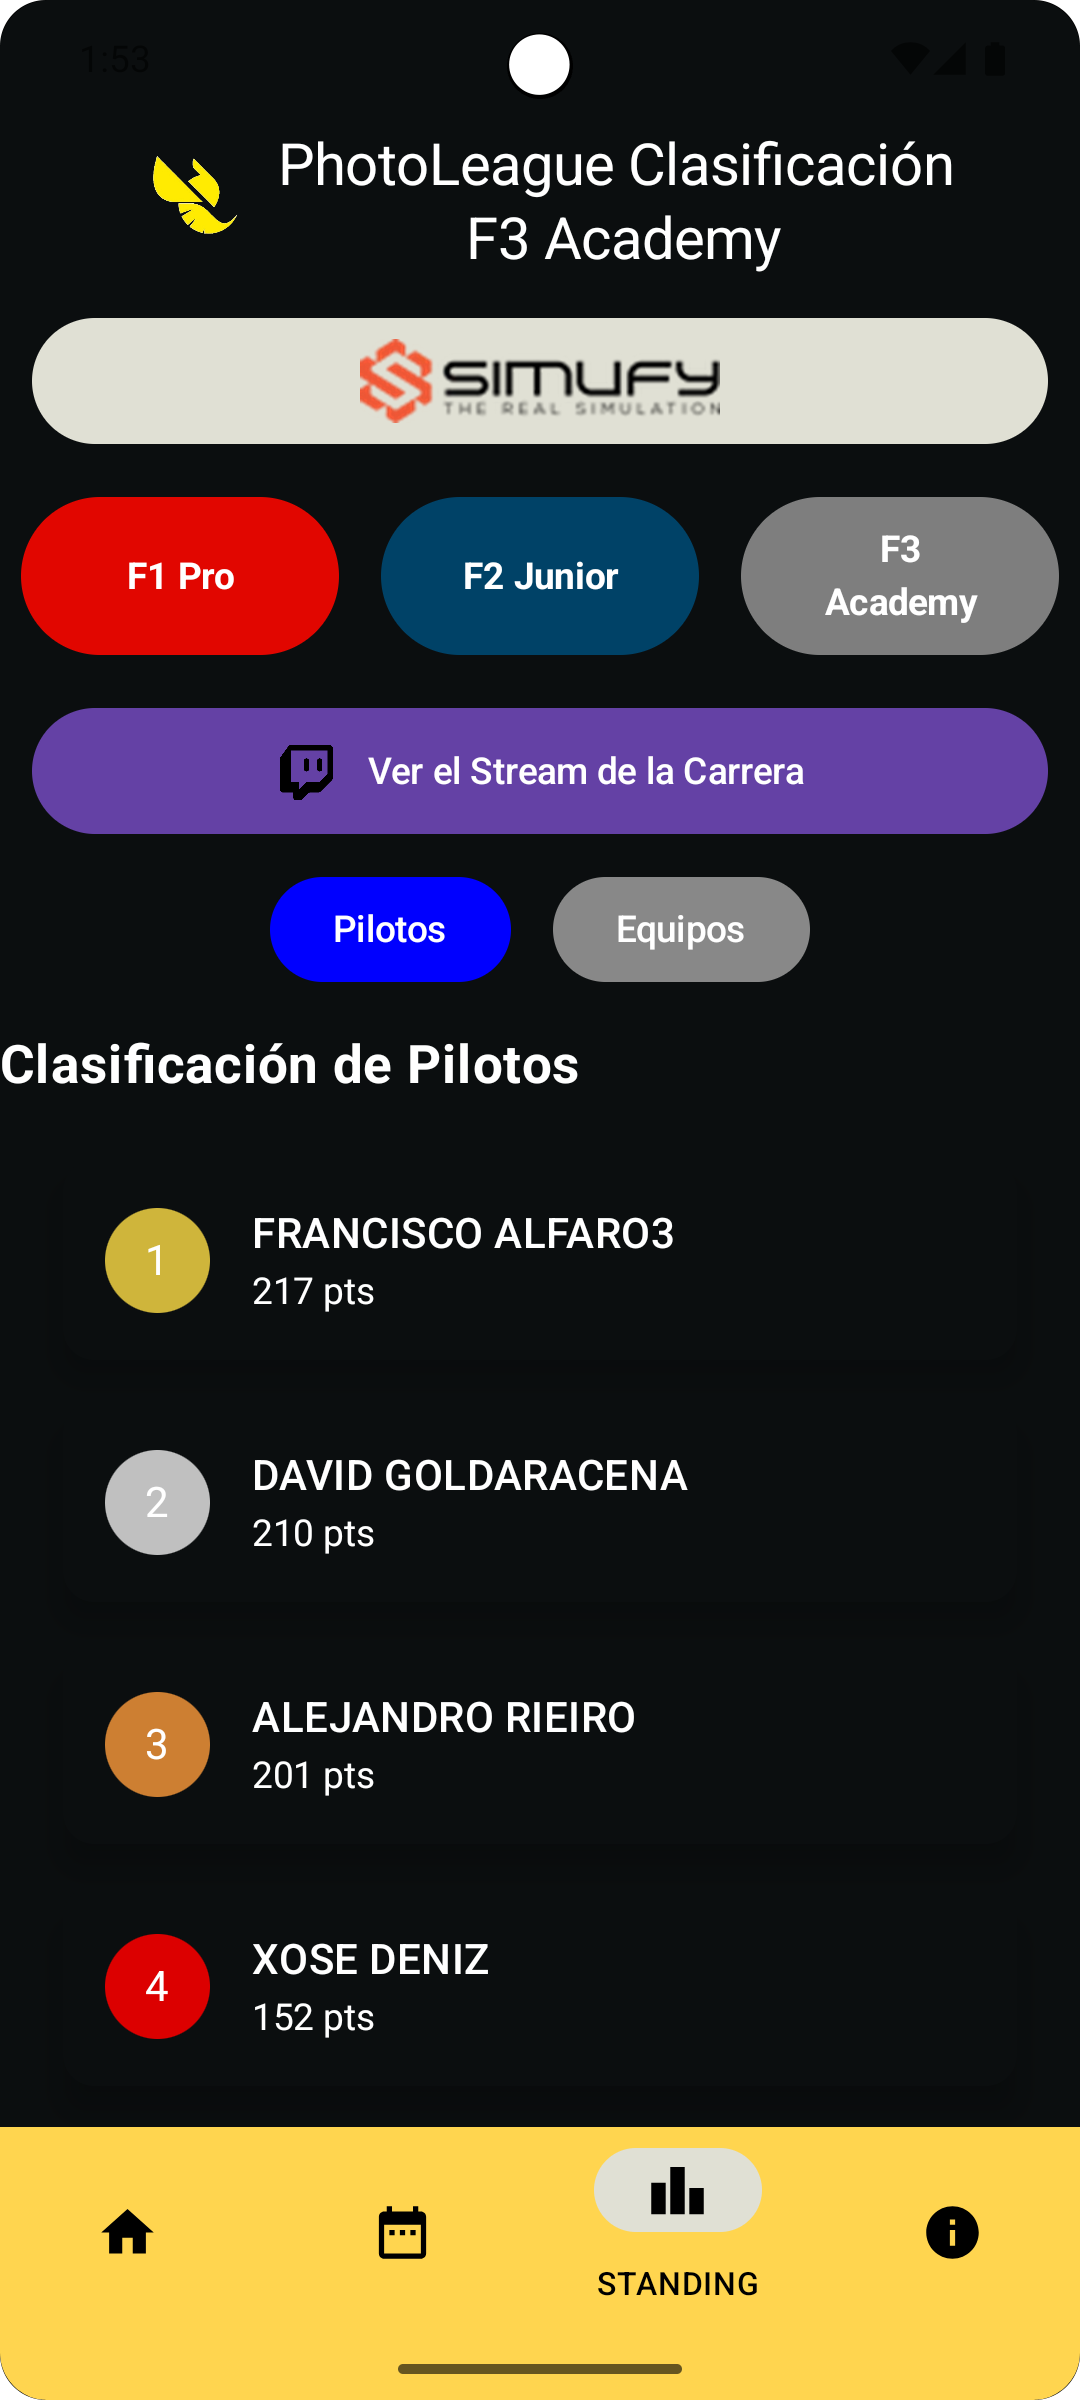 1:53
PhotoLeague Clasificación
F3 Academy
SIMUFY
THE REAL SIMULATION
F1 Pro
F2 Junior
F3
Academy
Ver el Stream de la Carrera
Pilotos
Equipos
Clasificación de Pilotos
1
FRANCISCO ALFARO3
217 pts
2
DAVID GOLDARACENA
210 pts
3
ALEJANDRO RIEIRO
201 pts
4
XOSE DENIZ
152 pts
STANDING